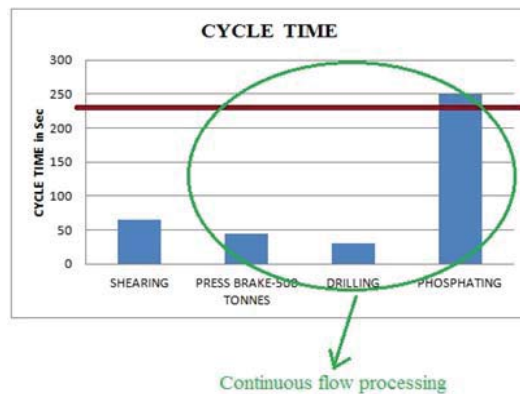 CYCLE TIME
CYCLE TIME in Sec
300
250
200
150
100
50
0
SHEARING
PRESS BRAKE-500
TONNES
DRILLING
PHOSPHATING
Continuous flow processing